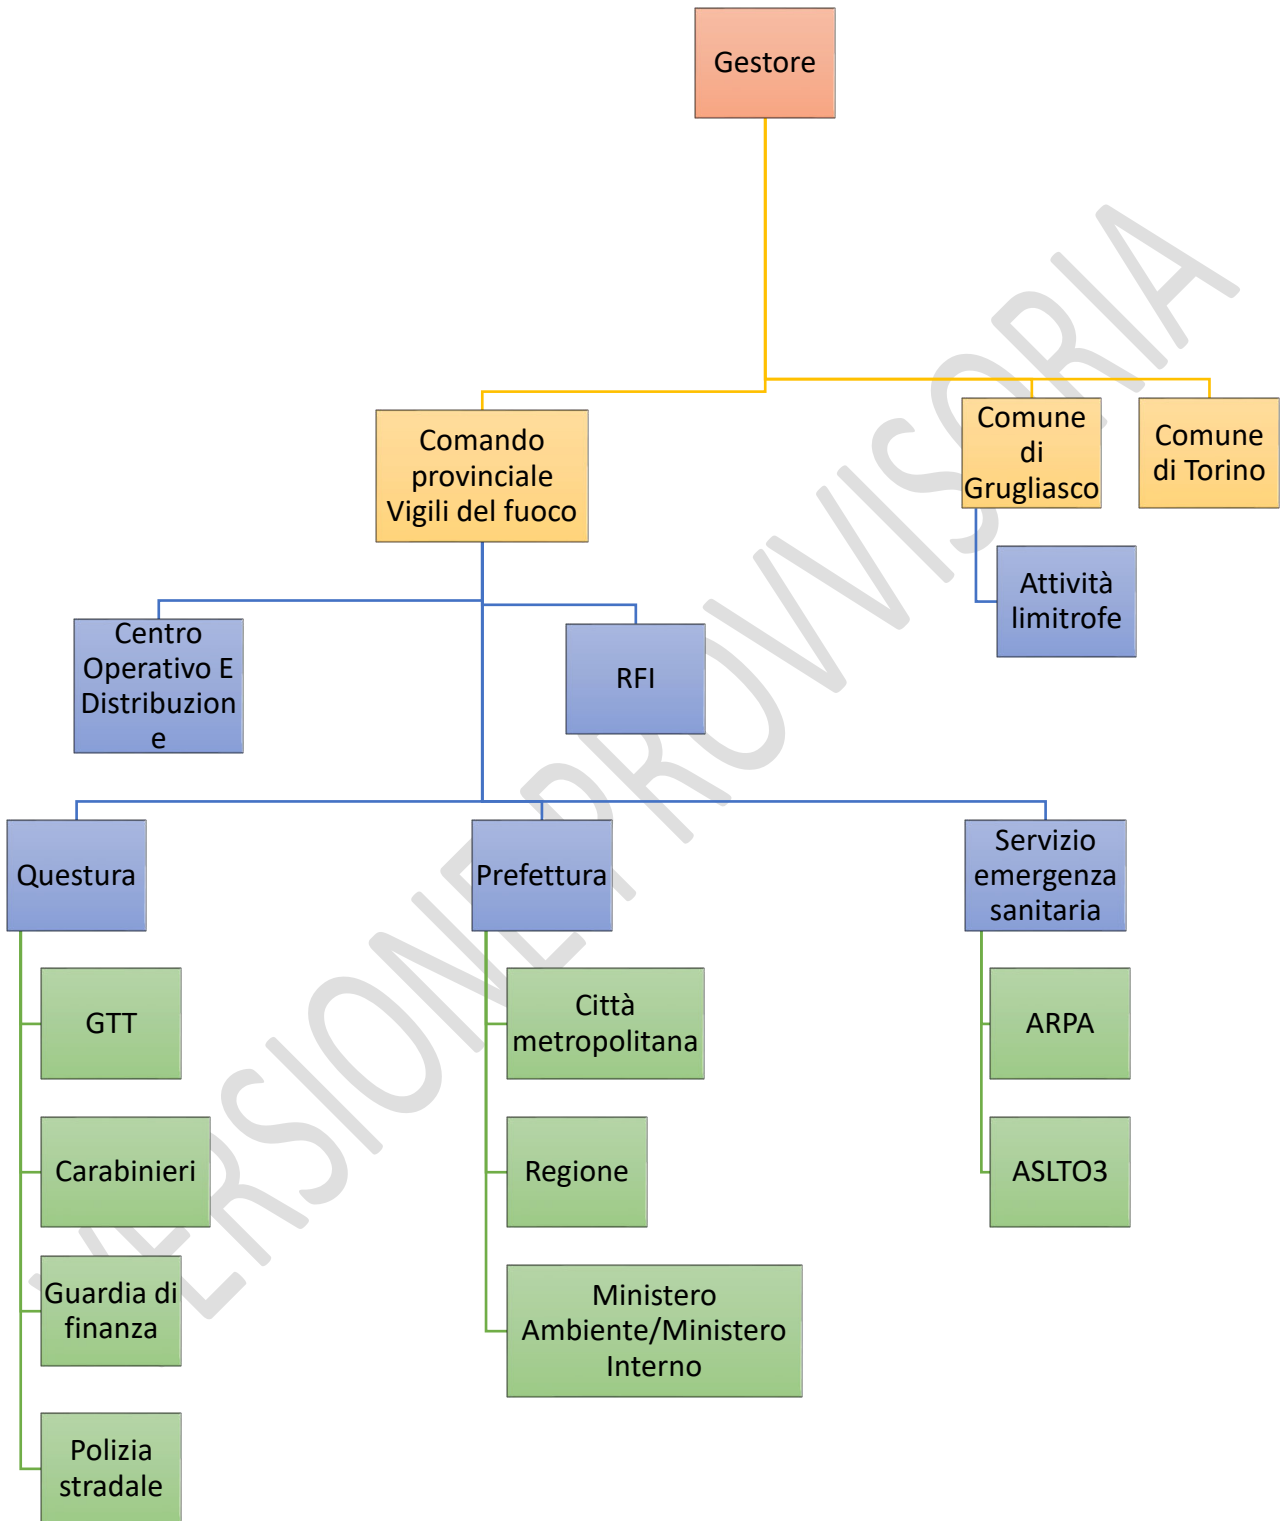 Gestore
Comando
provinciale
Vigili del fuoco
Comune
di
Grugliasco
Comune
di Torino
Attività
limitrofe
Centro
Operativo E
Distribuzion
e
RFI
Questura
Prefettura
Servizio
emergenza
sanitaria
GTT
Città
metropolitana
ARPA
Carabinieri
Regione
ASLTO3
Guardia di
finanza
Ministero
Ambiente/Ministero
Interno
Polizia
stradale
VERSIONE PROVVISORIA